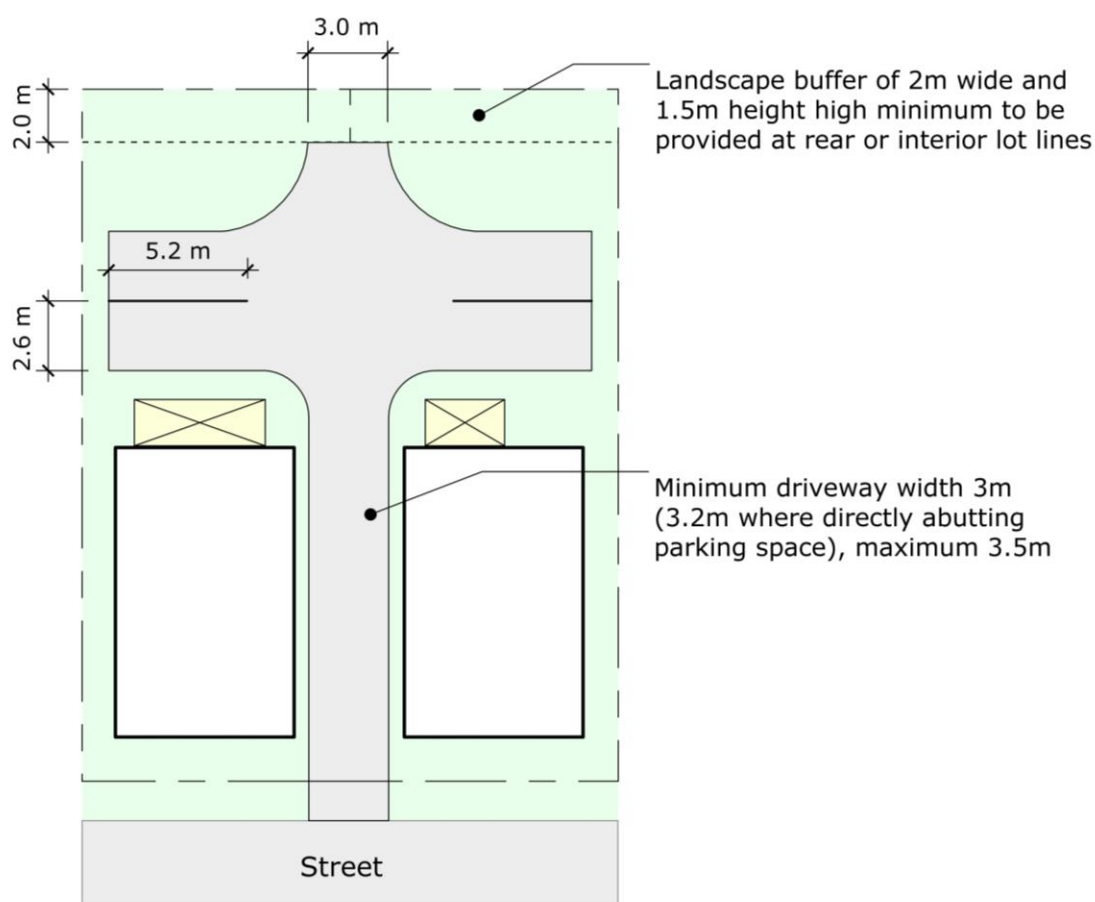 3.0 m
2.0 m
Landscape buffer of 2m wide and
1.5m height high minimum to be
provided at rear or interior lot lines
5.2 m
2.6 m
Minimum driveway width 3m
(3.2m where directly abutting
parking space), maximum 3.5m
Street